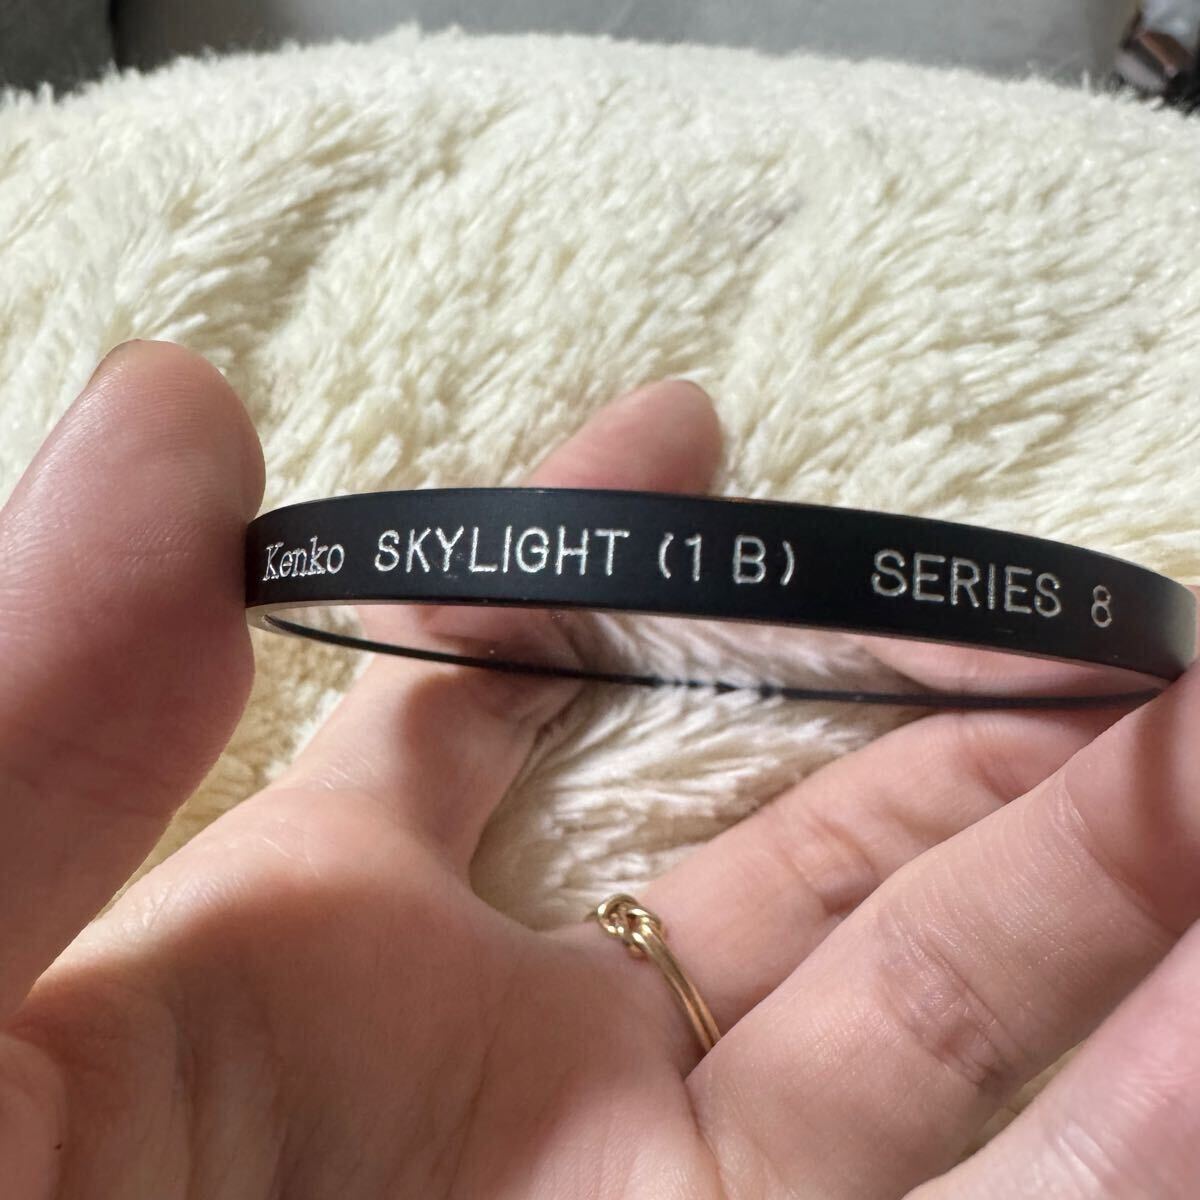 Kenko SKYLIGHT (1 B) SERIES 8